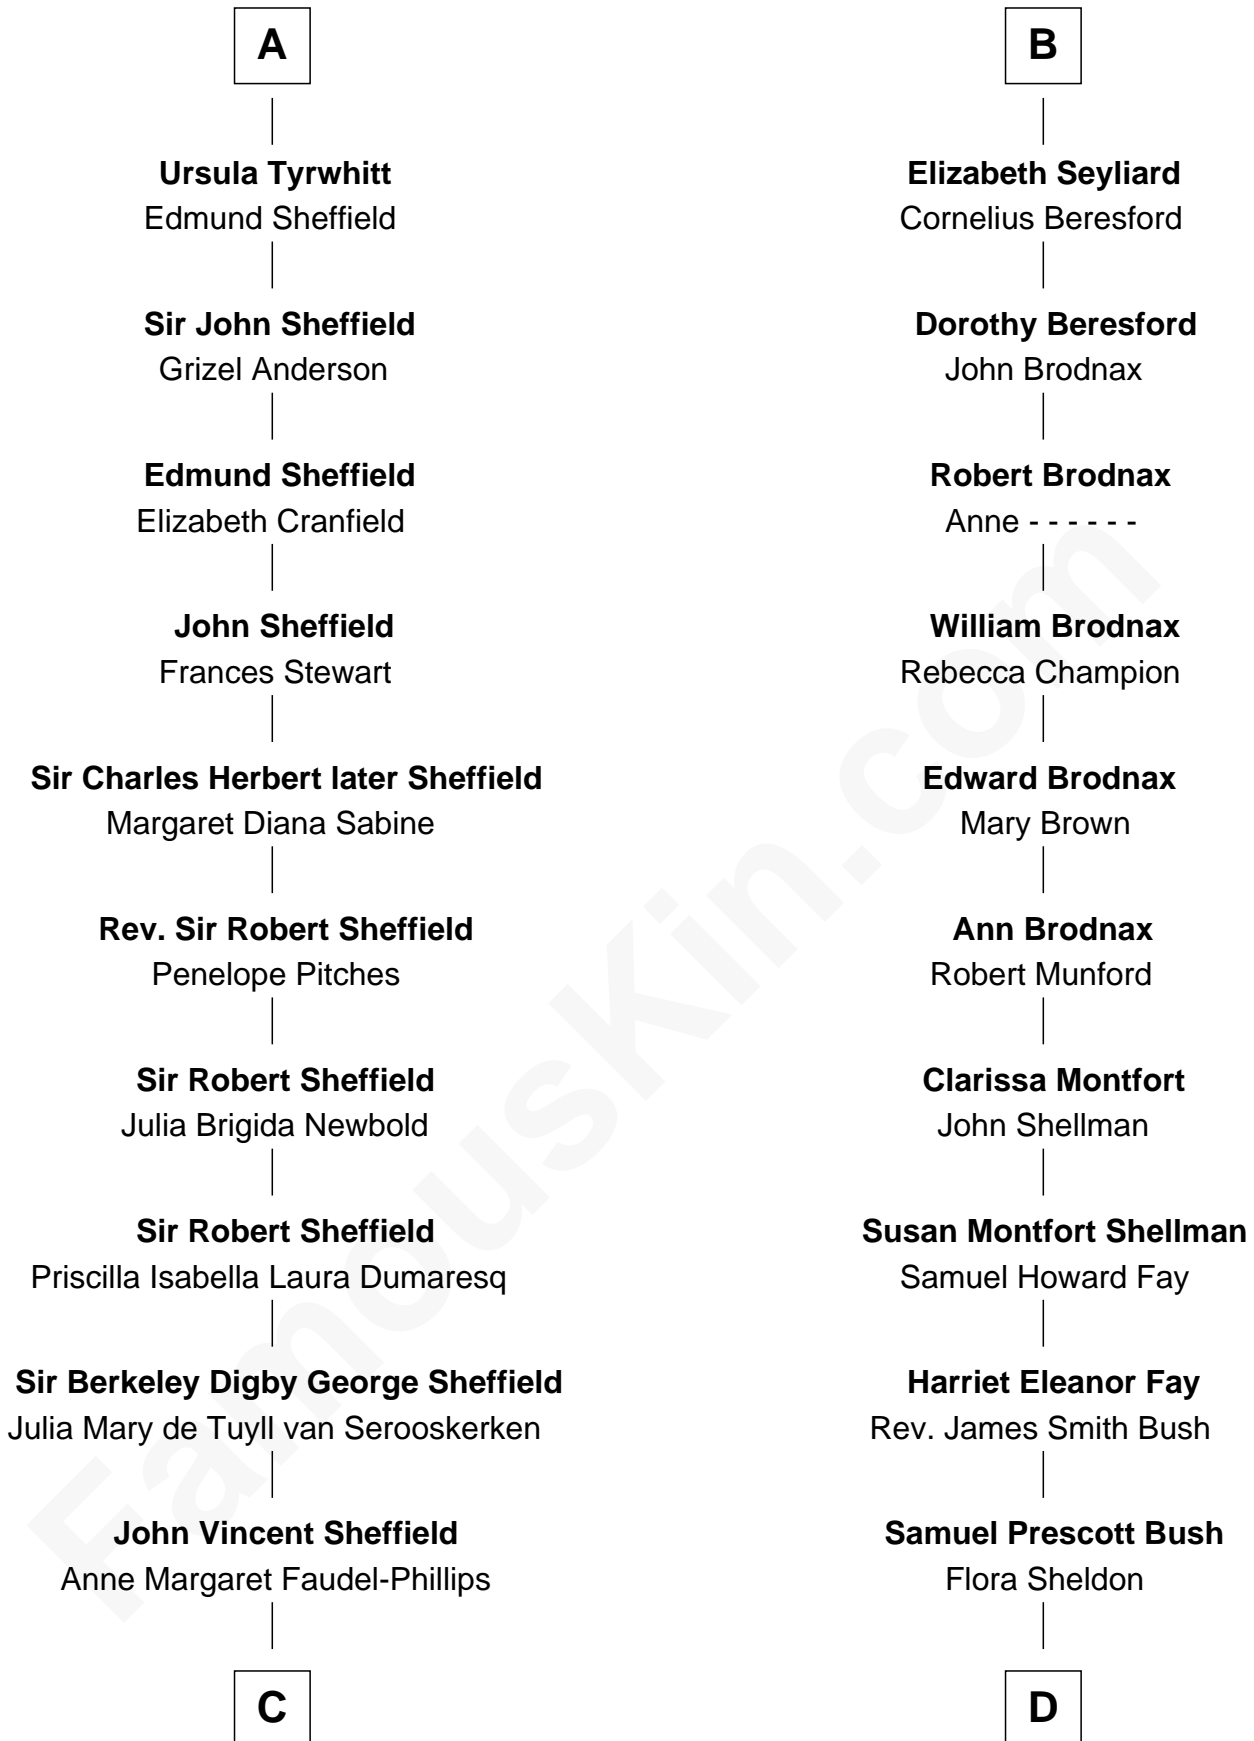 A
Ursula Tyrwhitt
Edmund Sheffield
Sir John Sheffield
Grizel Anderson
Edmund Sheffield
Elizabeth Cranfield
John Sheffield
Frances Stewart
Sir Charles Herbert later Sheffield
Margaret Diana Sabine
Rev. Sir Robert Sheffield
Penelope Pitches
Sir Robert Sheffield
Julia Brigida Newbold
Sir Robert Sheffield
Priscilla Isabella Laura Dumaresq
Sir Berkeley Digby George Sheffield
Julia Mary de Tuyll van Serooskerken
John Vincent Sheffield
Anne Margaret Faudel-Phillips
C
B
Elizabeth Seyliard
Cornelius Beresford
Dorothy Beresford
John Brodnax
Robert Brodnax
Anne - - - - - -
William Brodnax
Rebecca Champion
Edward Brodnax
Mary Brown
Ann Brodnax
Robert Munford
Clarissa Montfort
John Shellman
Susan Montfort Shellman
Samuel Howard Fay
Harriet Eleanor Fay
Rev. James Smith Bush
Samuel Prescott Bush
Flora Sheldon
D
FamousKin.com